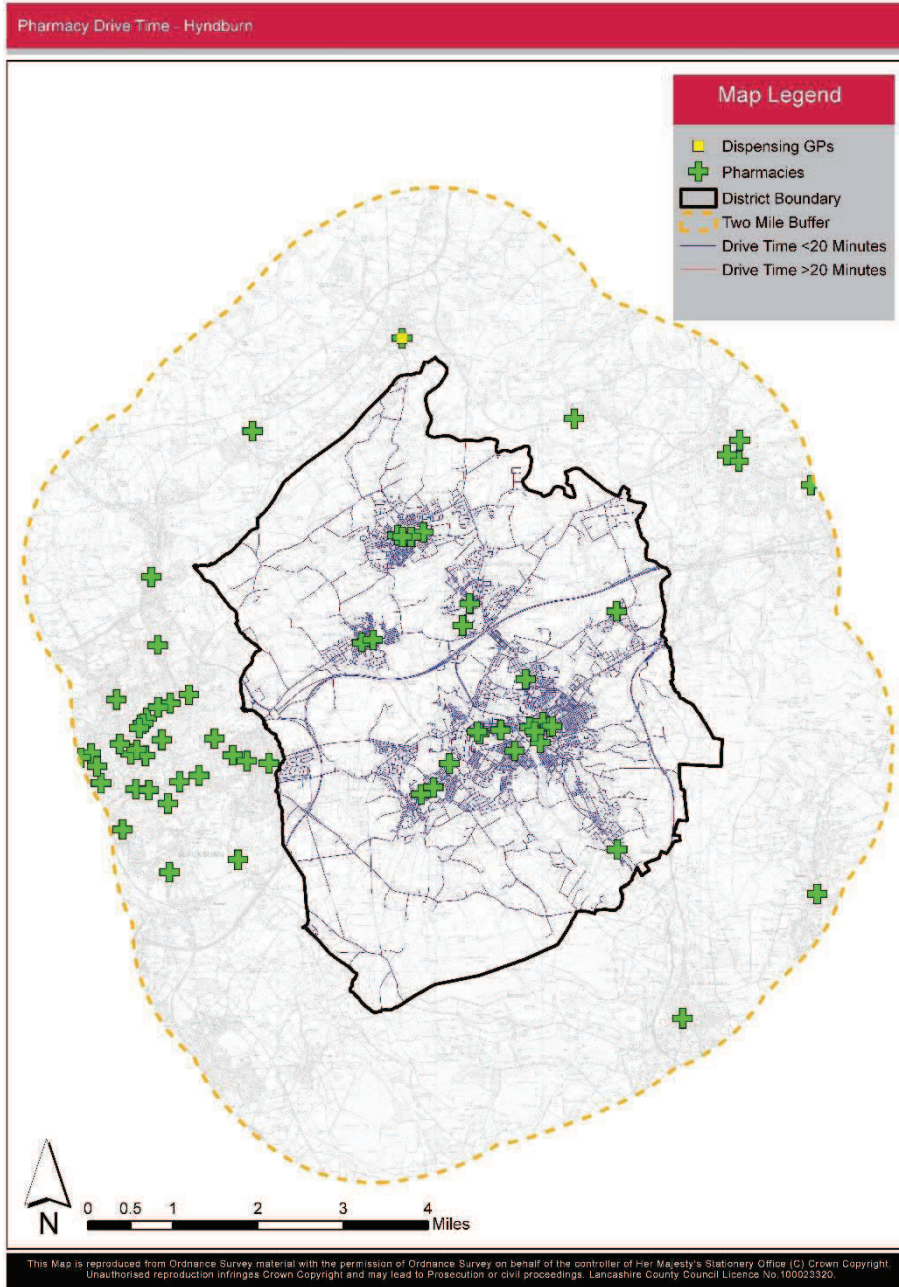 Pharmacy Drive Time - Hyndburn
Map Legend
Dispensing GPs
Pharmacies
District Boundary
Two Mile Buffer
Drive Time <20 Minutes
Drive Time >20 Minutes
N
0 0.5 1 2 3 4
Miles
This Map is reproduced from Ordnance Survey material with the permission of Ordnance Survey on behalf of the controller of Her Majesty's Stationery Office (C) Crown Copyright.
Unauthorised reproduction infringes Crown Copyright and may lead to Prosecution or civil proceedings. Lancashire County Council Licence No.100023320.